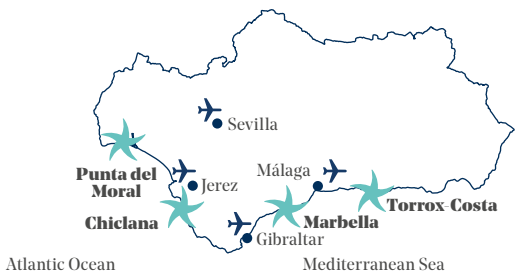 Sevilla
Punta del
Moral
Jerez
Málaga
Chiclana
Marbella
Torrox-Costa
Gibraltar
Atlantic Ocean
Mediterranean Sea